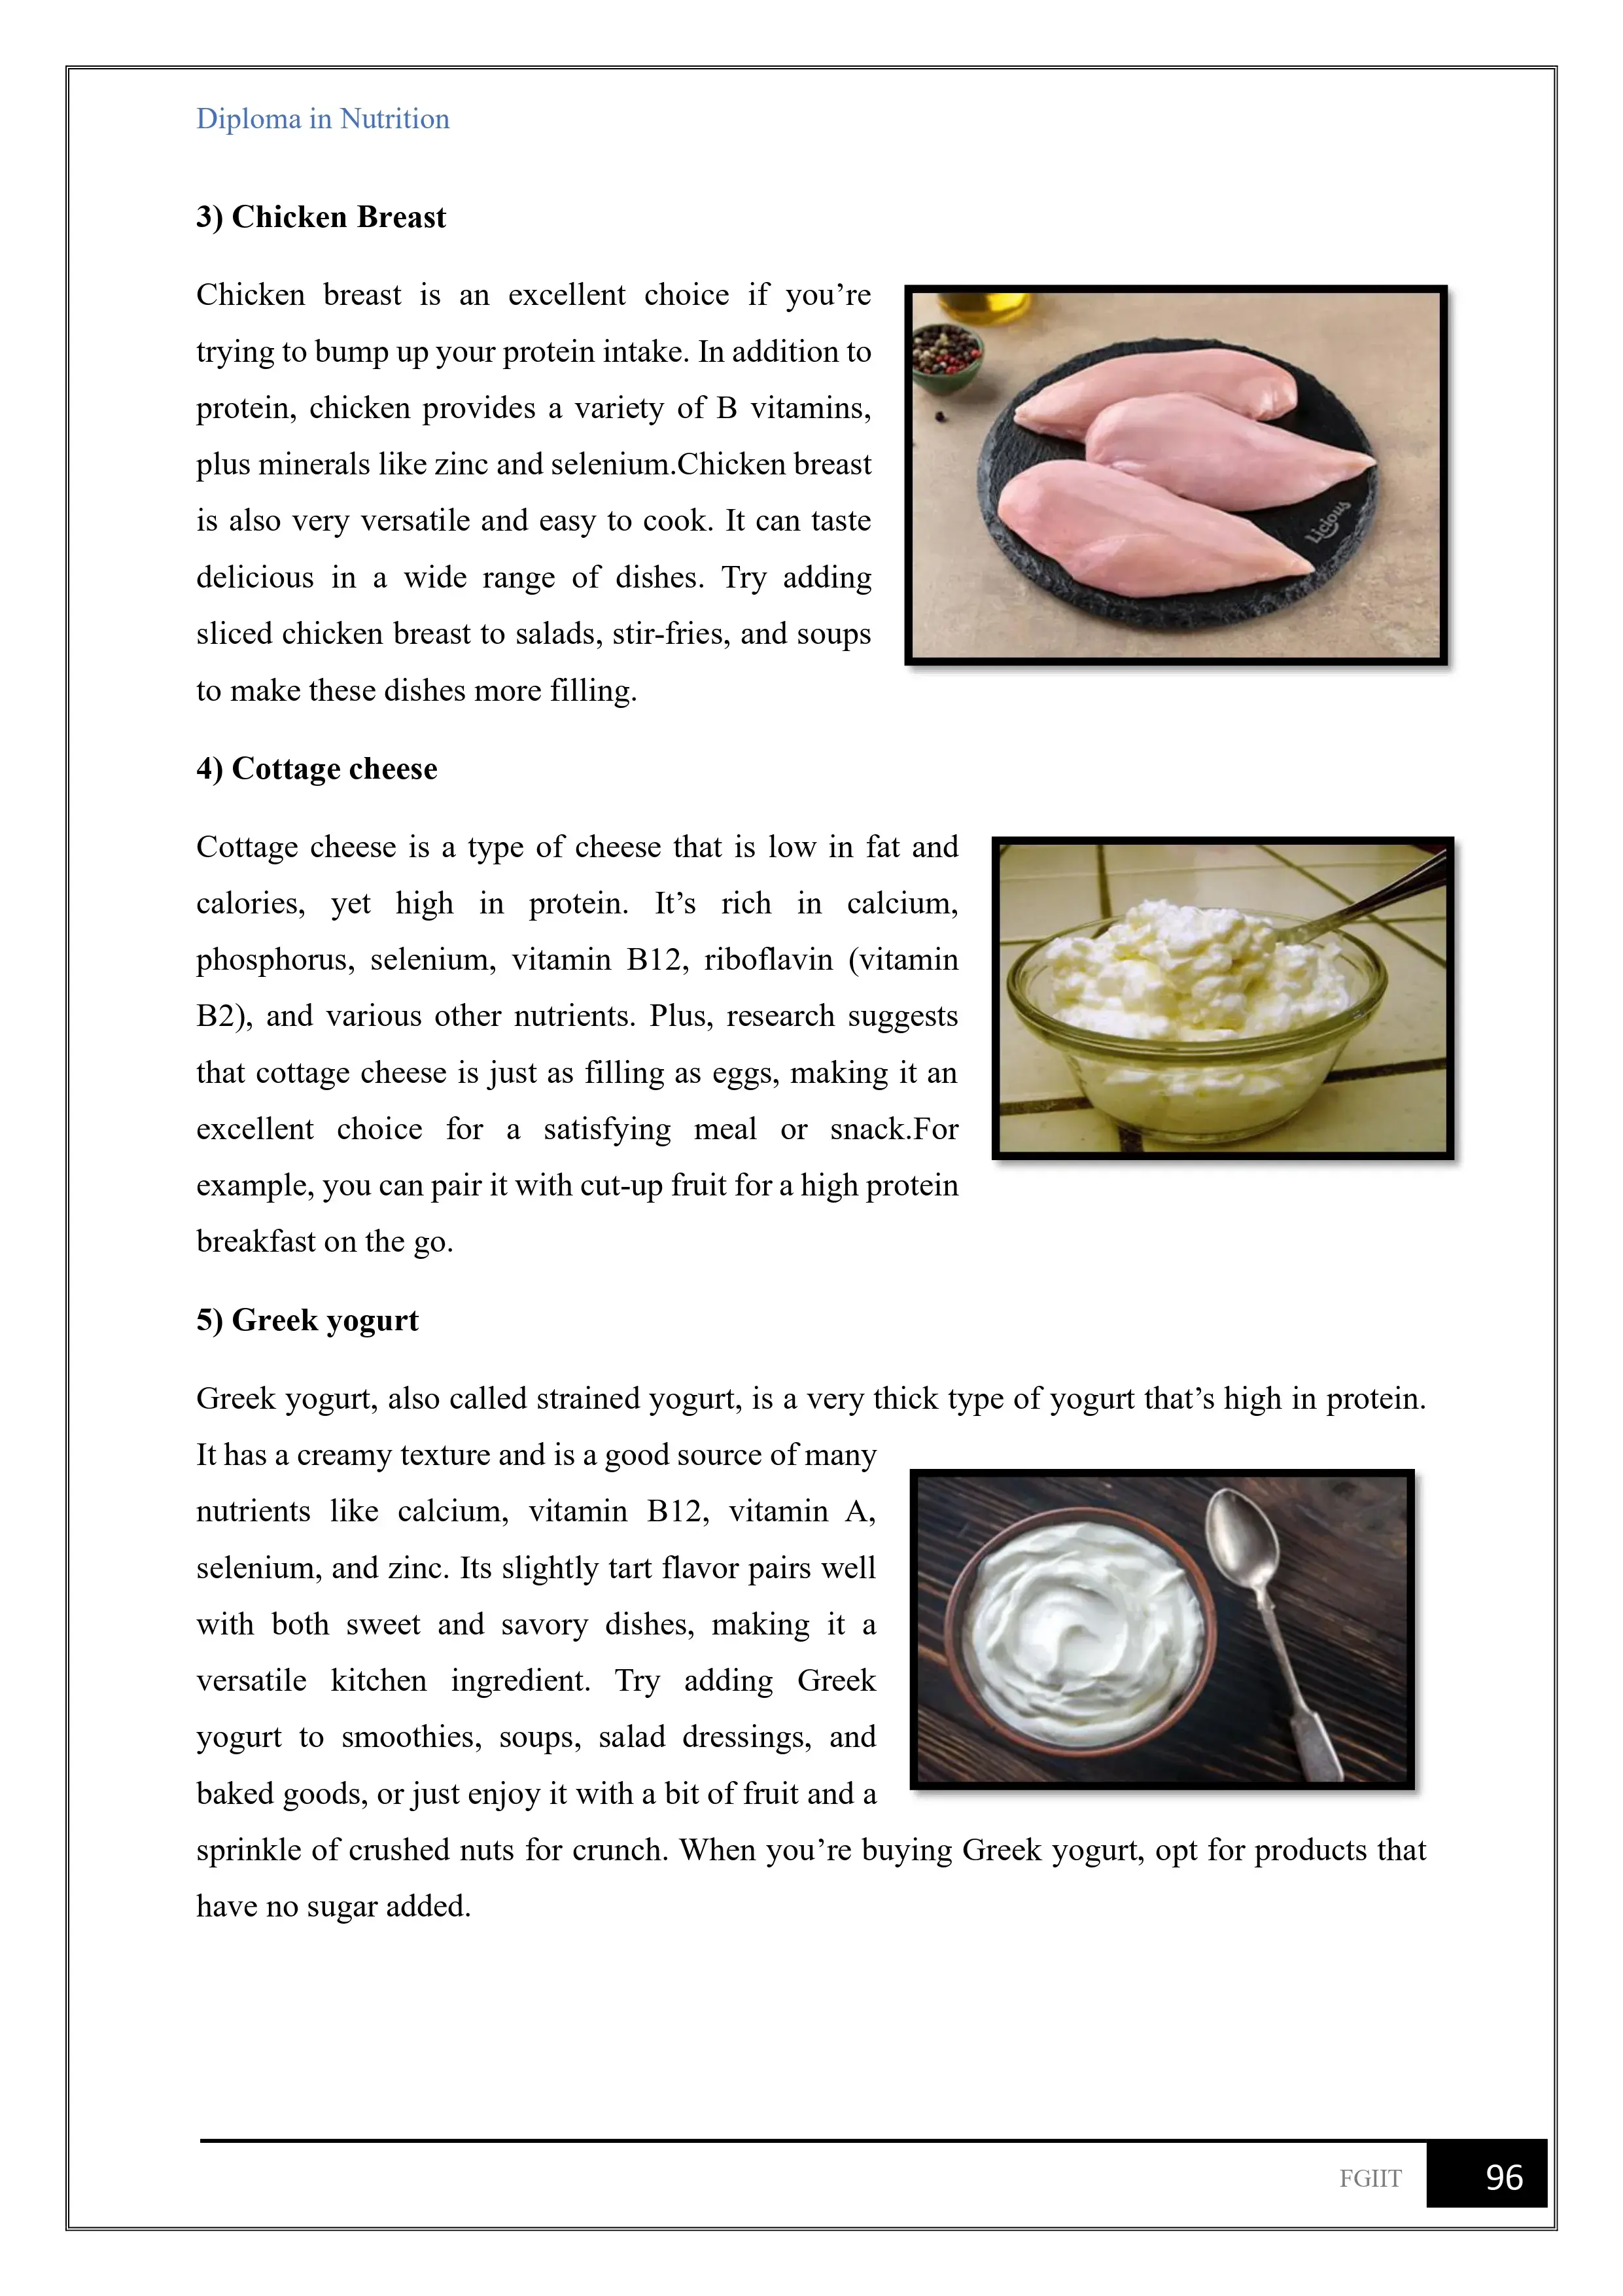 Diploma in Nutrition
3) Chicken Breast
Chicken breast is an excellent choice if you’re
trying to bump up your protein intake. In addition to
protein, chicken provides a variety of B vitamins,
plus minerals like zinc and selenium.Chicken breast
is also very versatile and easy to cook. It can taste
delicious in a wide range of dishes. Try adding
sliced chicken breast to salads, stir-fries, and soups
to make these dishes more filling.
Licious
4) Cottage cheese
Cottage cheese is a type of cheese that is low in fat and
calories, yet high in protein. It’s rich in calcium,
phosphorus, selenium, vitamin B12, riboflavin (vitamin
B2), and various other nutrients. Plus, research suggests
that cottage cheese is just as filling as eggs, making it an
excellent choice for a satisfying meal or snack.For
example, you can pair it with cut-up fruit for a high protein
breakfast on the go.
5) Greek yogurt
Greek yogurt, also called strained yogurt, is a very thick type of yogurt that’s high in protein.
It has a creamy texture and is a good source of many
nutrients like calcium, vitamin B12, vitamin A,
selenium, and zinc. Its slightly tart flavor pairs well
with both sweet and savory dishes, making it a
versatile kitchen ingredient. Try adding Greek
yogurt to smoothies, soups, salad dressings, and
baked goods, or just enjoy it with a bit of fruit and a
sprinkle of crushed nuts for crunch. When you’re buying Greek yogurt, opt for products that
have no sugar added.
FGIIT
96